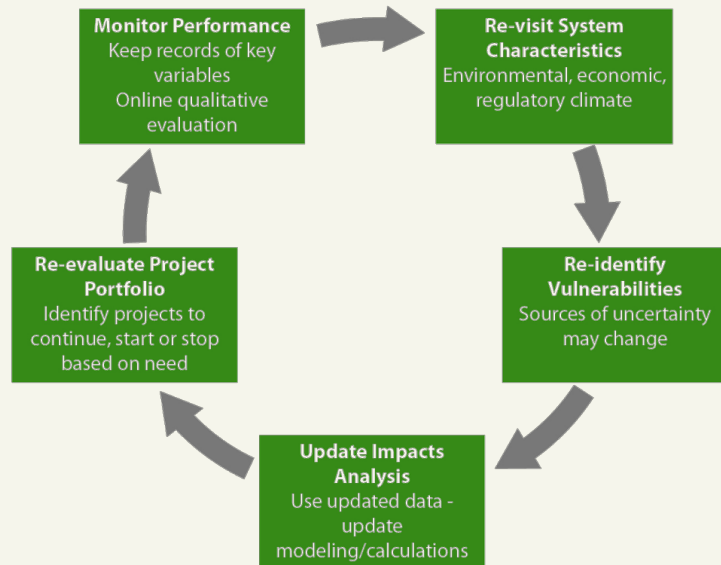 Monitor Performance
Keep records of key
variables
Online qualitative
evaluation
Re-visit System
Characteristics
Environmental, economic,
regulatory climate
Re-identify
Vulnerabilities
Sources of uncertainty
may change
Update Impacts
Analysis
Use updated data -
update
modeling/calculations
Re-evaluate Project
Portfolio
Identify projects to
continue, start or stop
based on need